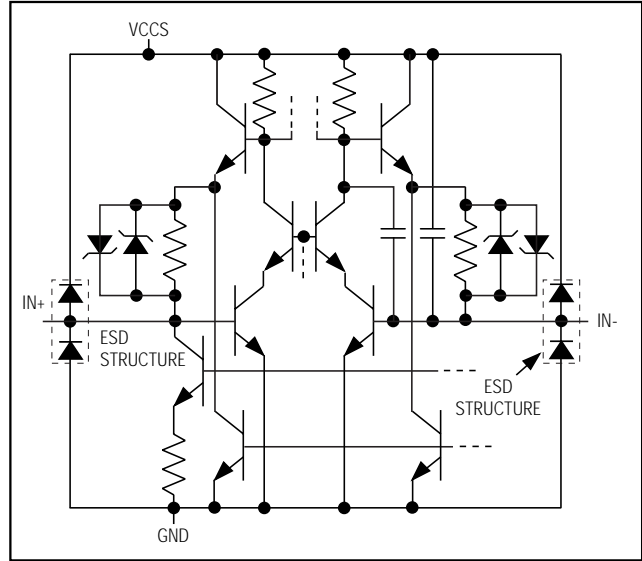 VCCS
IN+
ESD
STRUCTURE
IN-
ESD
STRUCTURE
GND